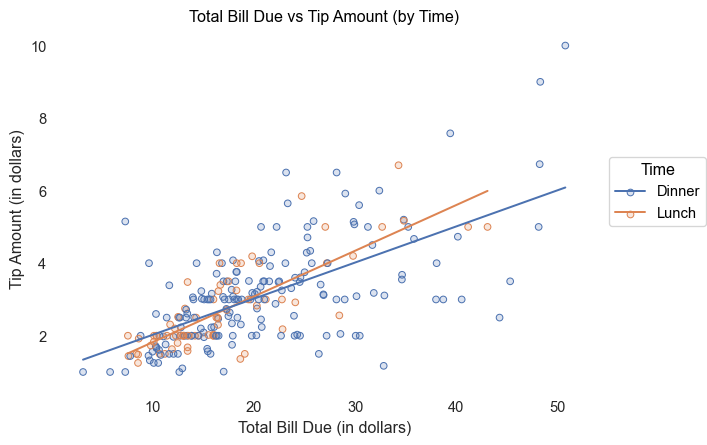 Total Bill Due vs Tip Amount (by Time)
10
8
6
4
2
Tip Amount (in dollars)
10 20 30 40 50
Total Bill Due (in dollars)
Time
Dinner
Lunch